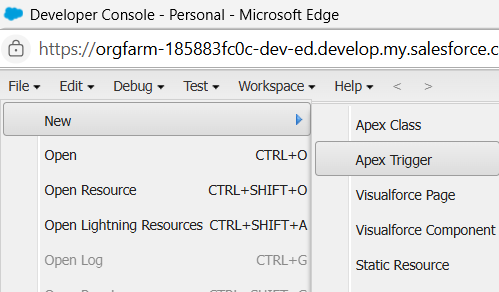 Developer Console - Personal - Microsoft Edge
https://orgfarm-185883fc0c-dev-ed.develop.my.salesforce.c
File Edit Debug Test Workspace Help < >
New
Open CTRL+O
Open Resource CTRL+SHIFT+O
Open Lightning Resources CTRL+SHIFT+A
Open Log CTRL+G
Apex Class
Apex Trigger
Visualforce Page
Visualforce Component
Static Resource